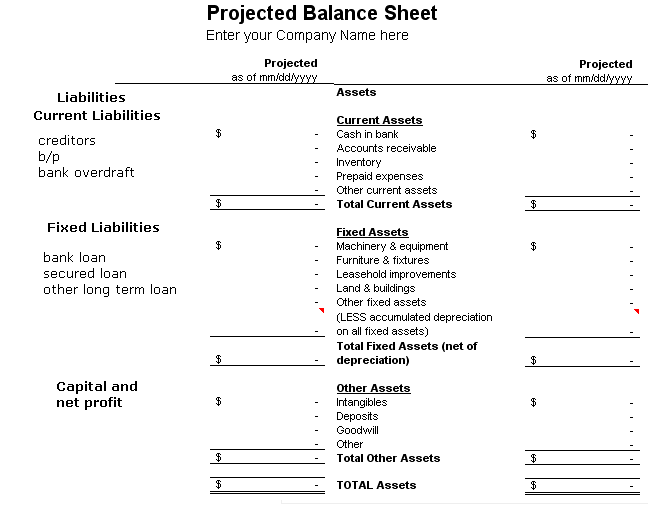 Projected Balance Sheet
Enter your Company Name here
Projected Projected
as of mm/dd/yyyy as of mm/dd/yyyy
Liabilities Assets
Current Liabilities Current Assets
$ - Cash in bank $ -
creditors - Accounts receivable -
b/p - Inventory -
bank overdraft - Prepaid expenses -
- Other current assets -
$ - Total Current Assets $ -
Fixed Liabilities Fixed Assets
$ - Machinery & equipment $ -
bank loan - Furniture & fixtures -
secured loan - Leasehold improvements -
other long term loan - Land & buildings -
- Other fixed assets -
(LESS accumulated depreciation
- on all fixed assets) -
Total Fixed Assets (net of
$ - depreciation) $ -
Capital and Other Assets
net profit $ - Intangibles $ -
- Deposits -
- Goodwill -
- Other -
$ - Total Other Assets $ -
$ - TOTAL Assets $ -